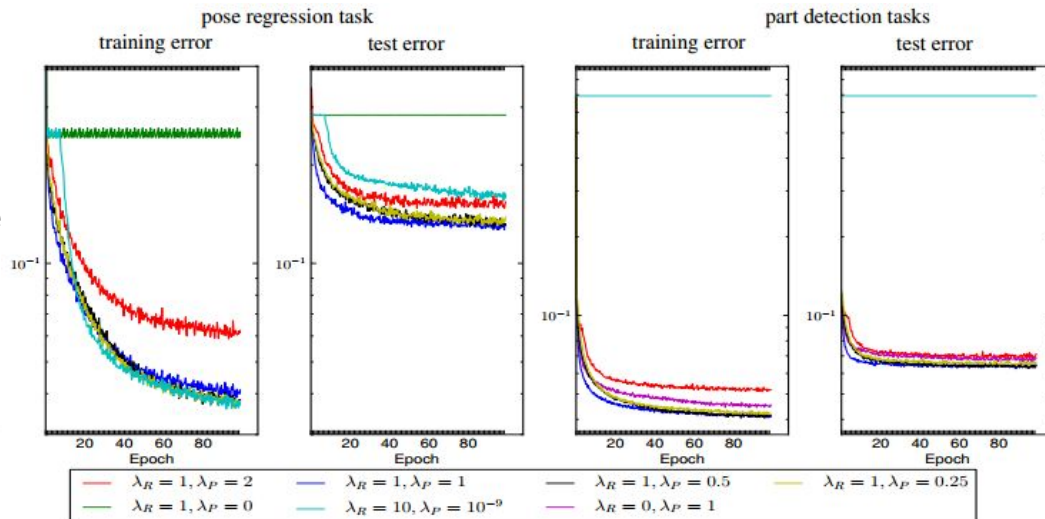 pose regression task
part detection tasks
training error
test error
training error
test error
10⁻¹
10⁻¹
10⁻¹
20 40 60 80
20 40 60 80
20 40 60 80
20 40 60 80
Epoch
Epoch
Epoch
Epoch
λ_R = 1, λ_P = 2
λ_R = 1, λ_P = 1
λ_R = 1, λ_P = 0.5
λ_R = 1, λ_P = 0.25
λ_R = 1, λ_P = 0
λ_R = 10, λ_P = 10⁻⁹
λ_R = 0, λ_P = 1